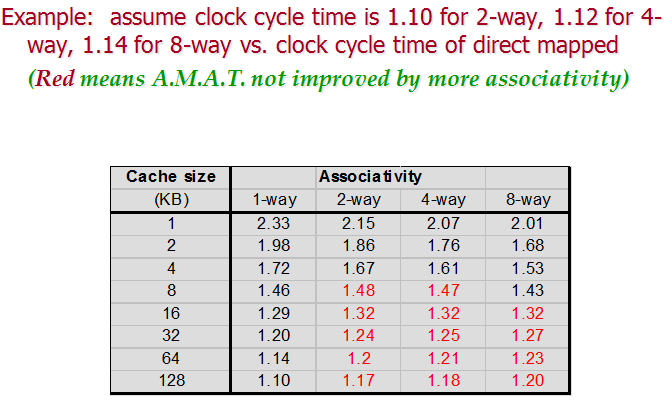 Example: assume clock cycle time is 1.10 for 2-way, 1.12 for 4-
way, 1.14 for 8-way vs. clock cycle time of direct mapped
(Red means A.M.A.T. not improved by more associativity)
Cache size Associativity
(KB) 1-way 2-way 4-way 8-way
1 2.33 2.15 2.07 2.01
2 1.98 1.86 1.76 1.68
4 1.72 1.67 1.61 1.53
8 1.46 1.48 1.47 1.43
16 1.29 1.32 1.32 1.32
32 1.20 1.24 1.25 1.27
64 1.14 1.2 1.21 1.23
128 1.10 1.17 1.18 1.20